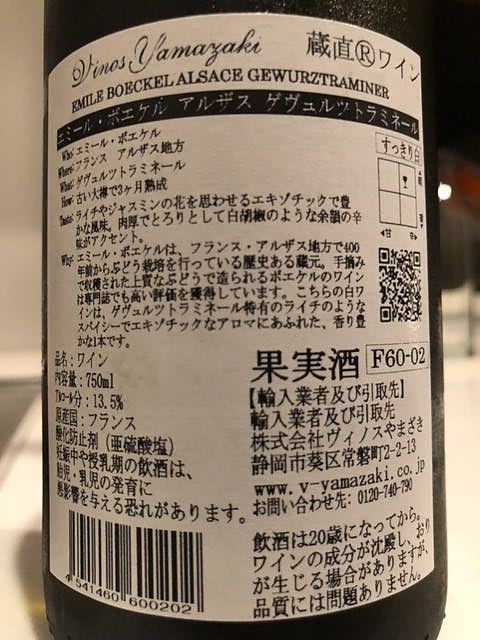 Vinos Yamazaki
蔵直®ワイン
EMILE BOECKEL ALSACE GEWURZTRAMINER
エミール・ボエケル アルザス ゲヴュルツトラミネール
Who: エミール・ボエケル
Where: フランス アルザス地方
What: ゲヴュルツトラミネール
How: 古い大樽で3ヶ月熟成
Taste: ライチやジャスミンの花を思わせるエキゾチックで豊
かな風味。肉厚でとろりとして白胡椒のような余韻の辛
味がアクセント。
Why: エミール・ボエケルは、フランス・アルザス地方で400
年前からぶどう栽培を行っている歴史ある蔵元。手摘み
で収穫された上質なぶどうで造られるボエケルのワイン
は専門誌でも高い評価を獲得しています。こちらの白ワ
インは、ゲヴュルツトラミネール特有のライチのような
スパイシーでエキゾチックなアロマにあふれた、香り豊
かな1本です。
すっきり白
甘
品名:ワイン
内容量:750ml
アルコール分:13.5%
原産国:フランス
酸化防止剤(亜硫酸塩)
妊娠中や授乳期の飲酒は、
胎児・乳児の発育に
悪影響を与える恐れがあります。
4 541460 600202
果実酒 F60-02
【輸入業者及び引取先】
輸入業者及び引取先
株式会社ヴィノスやまざき
静岡市葵区常磐町2-2-13
www.v-yamazaki.co.jp
お問い合わせ先:0120-740-790
飲酒は20歳になってから。
ワインの成分が沈殿し、おり
が生じる場合がありますが、
品質には問題ありません。